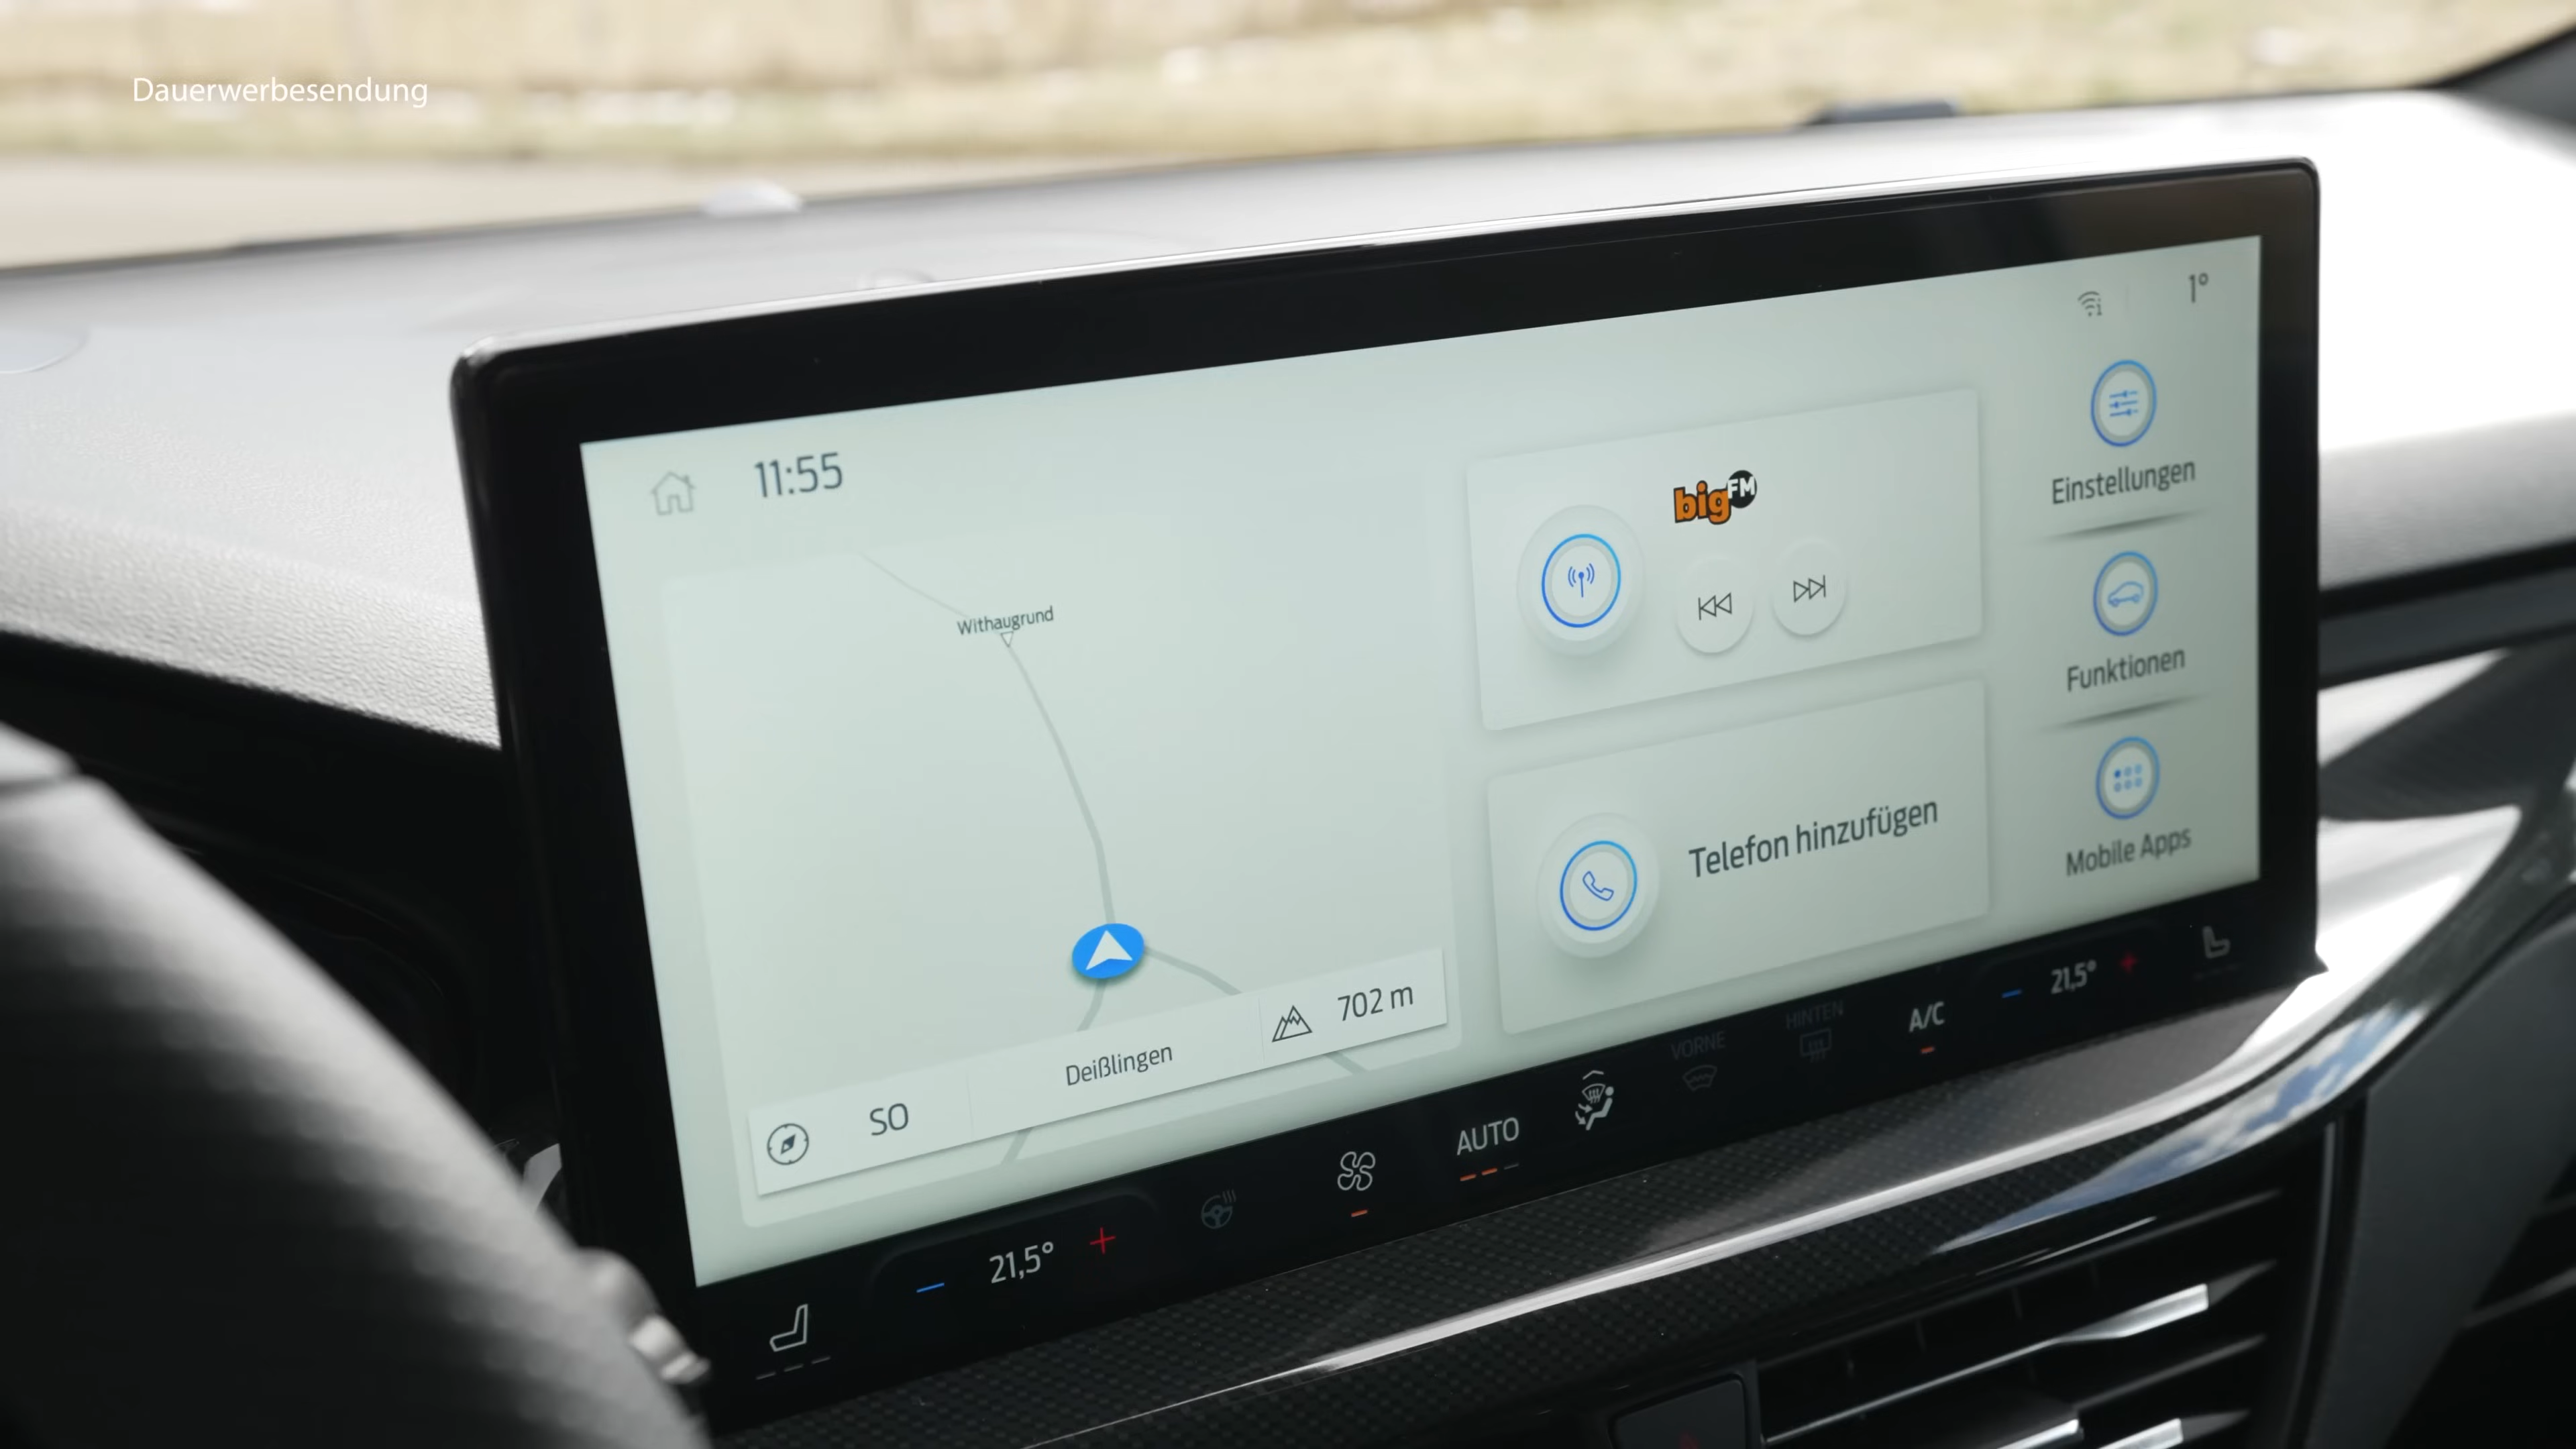 Dauerwerbesendung
1°
11:55
bigFM
Einstellungen
Withaugrund
Funktionen
Telefon hinzufügen
Mobile Apps
702 m
Deißlingen
SO
21,5°
AUTO
VORNE
HINTEN
A/C
21,5°